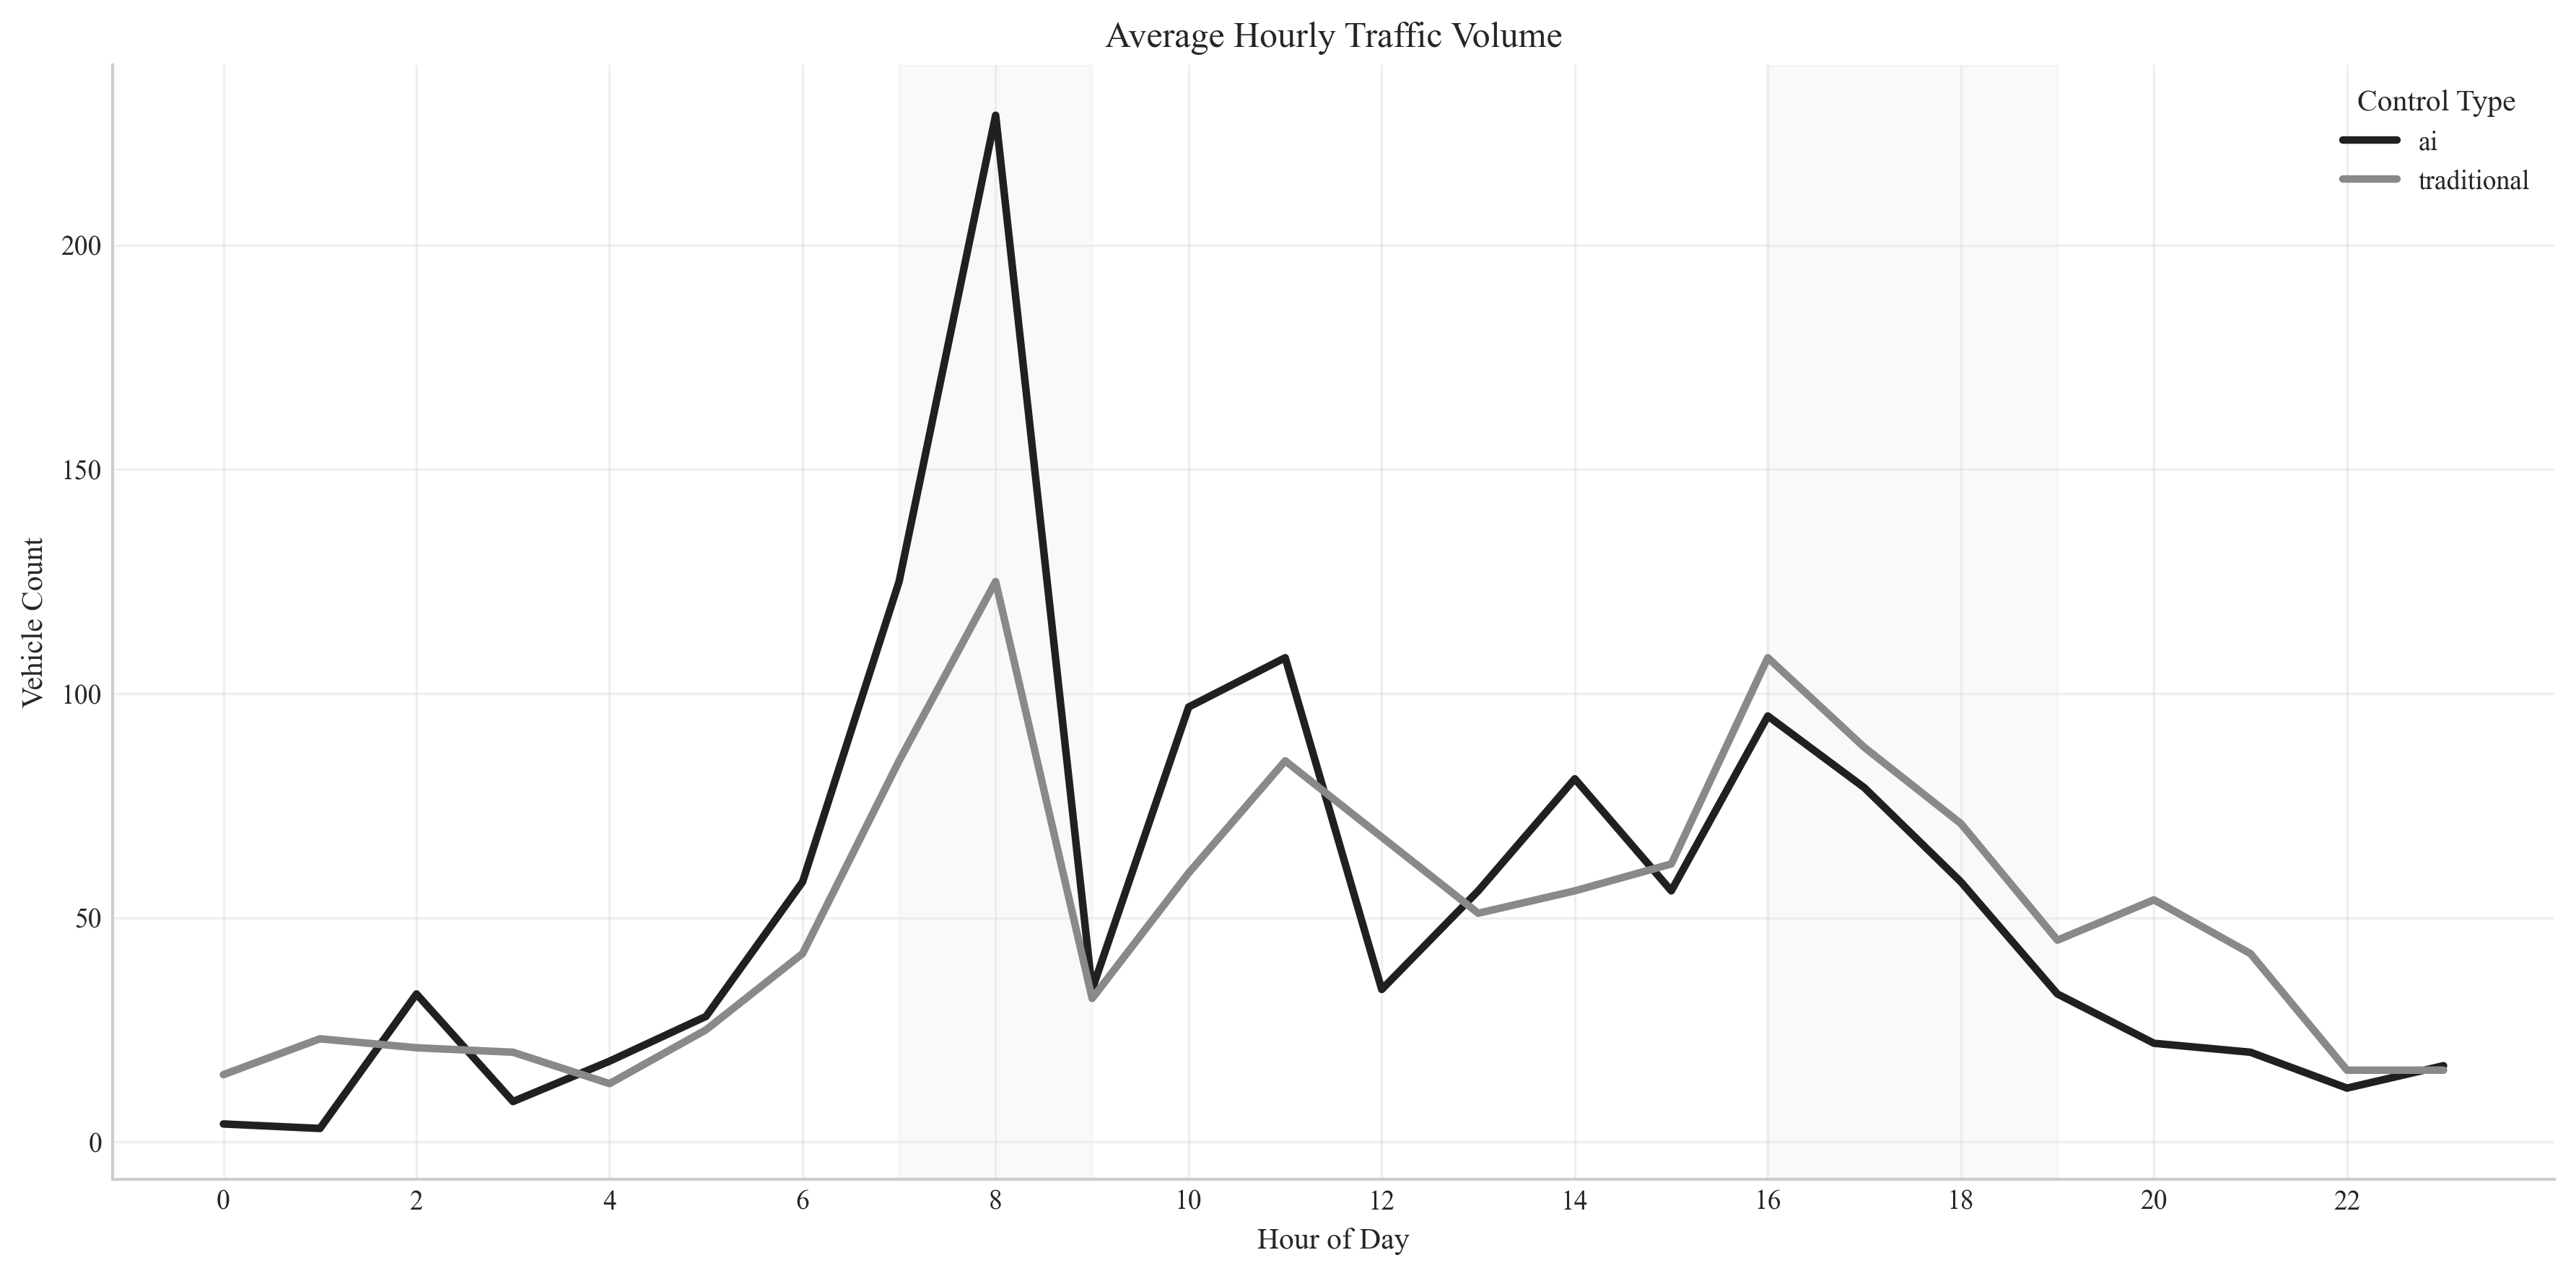 Average Hourly Traffic Volume
Control Type
ai
traditional
Vehicle Count
200
150
100
50
0
0 2 4 6 8 10 12 14 16 18 20 22
Hour of Day